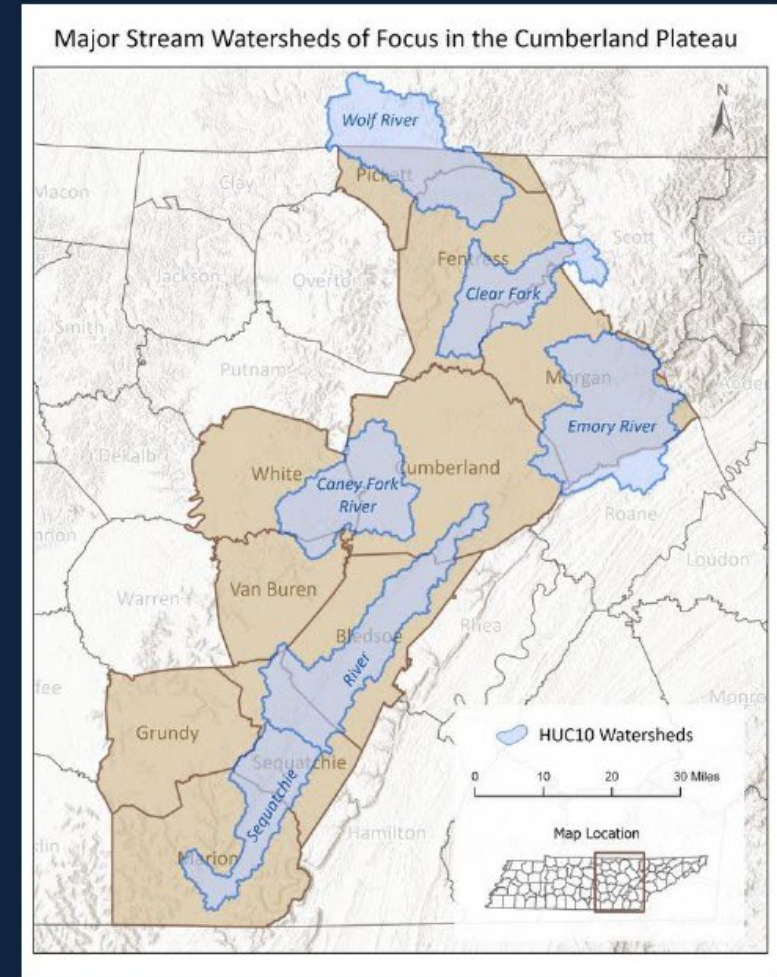 Major Stream Watersheds of Focus in the Cumberland Plateau
N
Wolf River
Macon
Clay
Pickett
Scott
Jackson
Overton
Fentress
Clear Fork
Smith
Putnam
Morgan
Emory River
Dekalb
White
Caney Fork
River
Cumberland
Roane
Loudon
Warren
Van Buren
Rhea
Bledsoe
River
Grundy
Sequatchie
Sequatchie
Marion
Hamilton
HUC10 Watersheds
0 10 20 30 Miles
Map Location